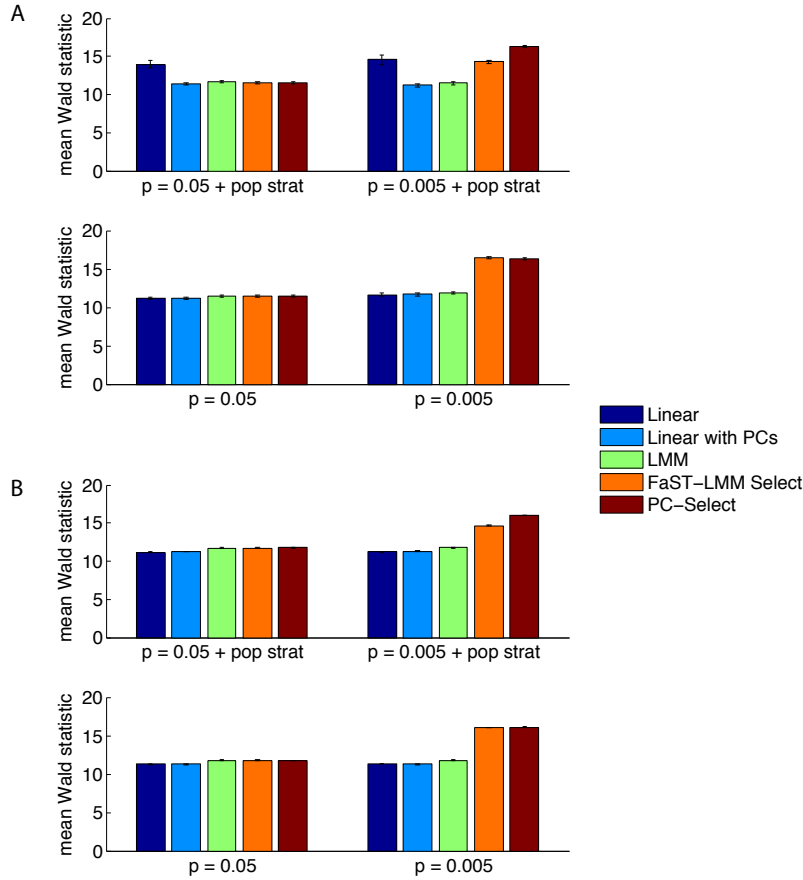 A
mean Wald statistic
20
15
10
5
0
p = 0.05 + pop strat
p = 0.005 + pop strat
mean Wald statistic
20
15
10
5
0
p = 0.05
p = 0.005
Linear
Linear with PCs
LMM
FaST−LMM Select
PC−Select
B
mean Wald statistic
20
15
10
5
0
p = 0.05 + pop strat
p = 0.005 + pop strat
mean Wald statistic
20
15
10
5
0
p = 0.05
p = 0.005